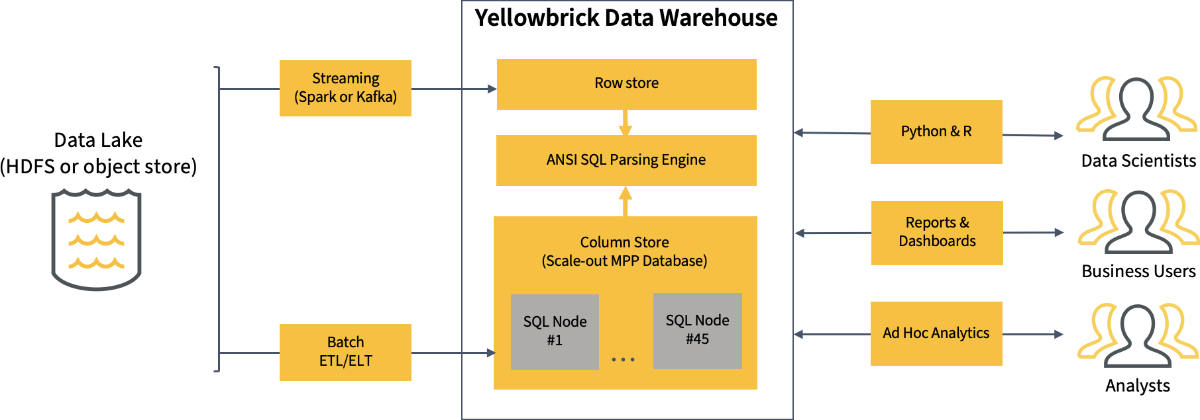 Yellowbrick Data Warehouse
Data Lake
(HDFS or object store)
Streaming
(Spark or Kafka)
Batch
ETL/ELT
Row store
ANSI SQL Parsing Engine
Column Store
(Scale-out MPP Database)
SQL Node
#1
...
SQL Node
#45
Python & R
Data Scientists
Reports &
Dashboards
Business Users
Ad Hoc Analytics
Analysts